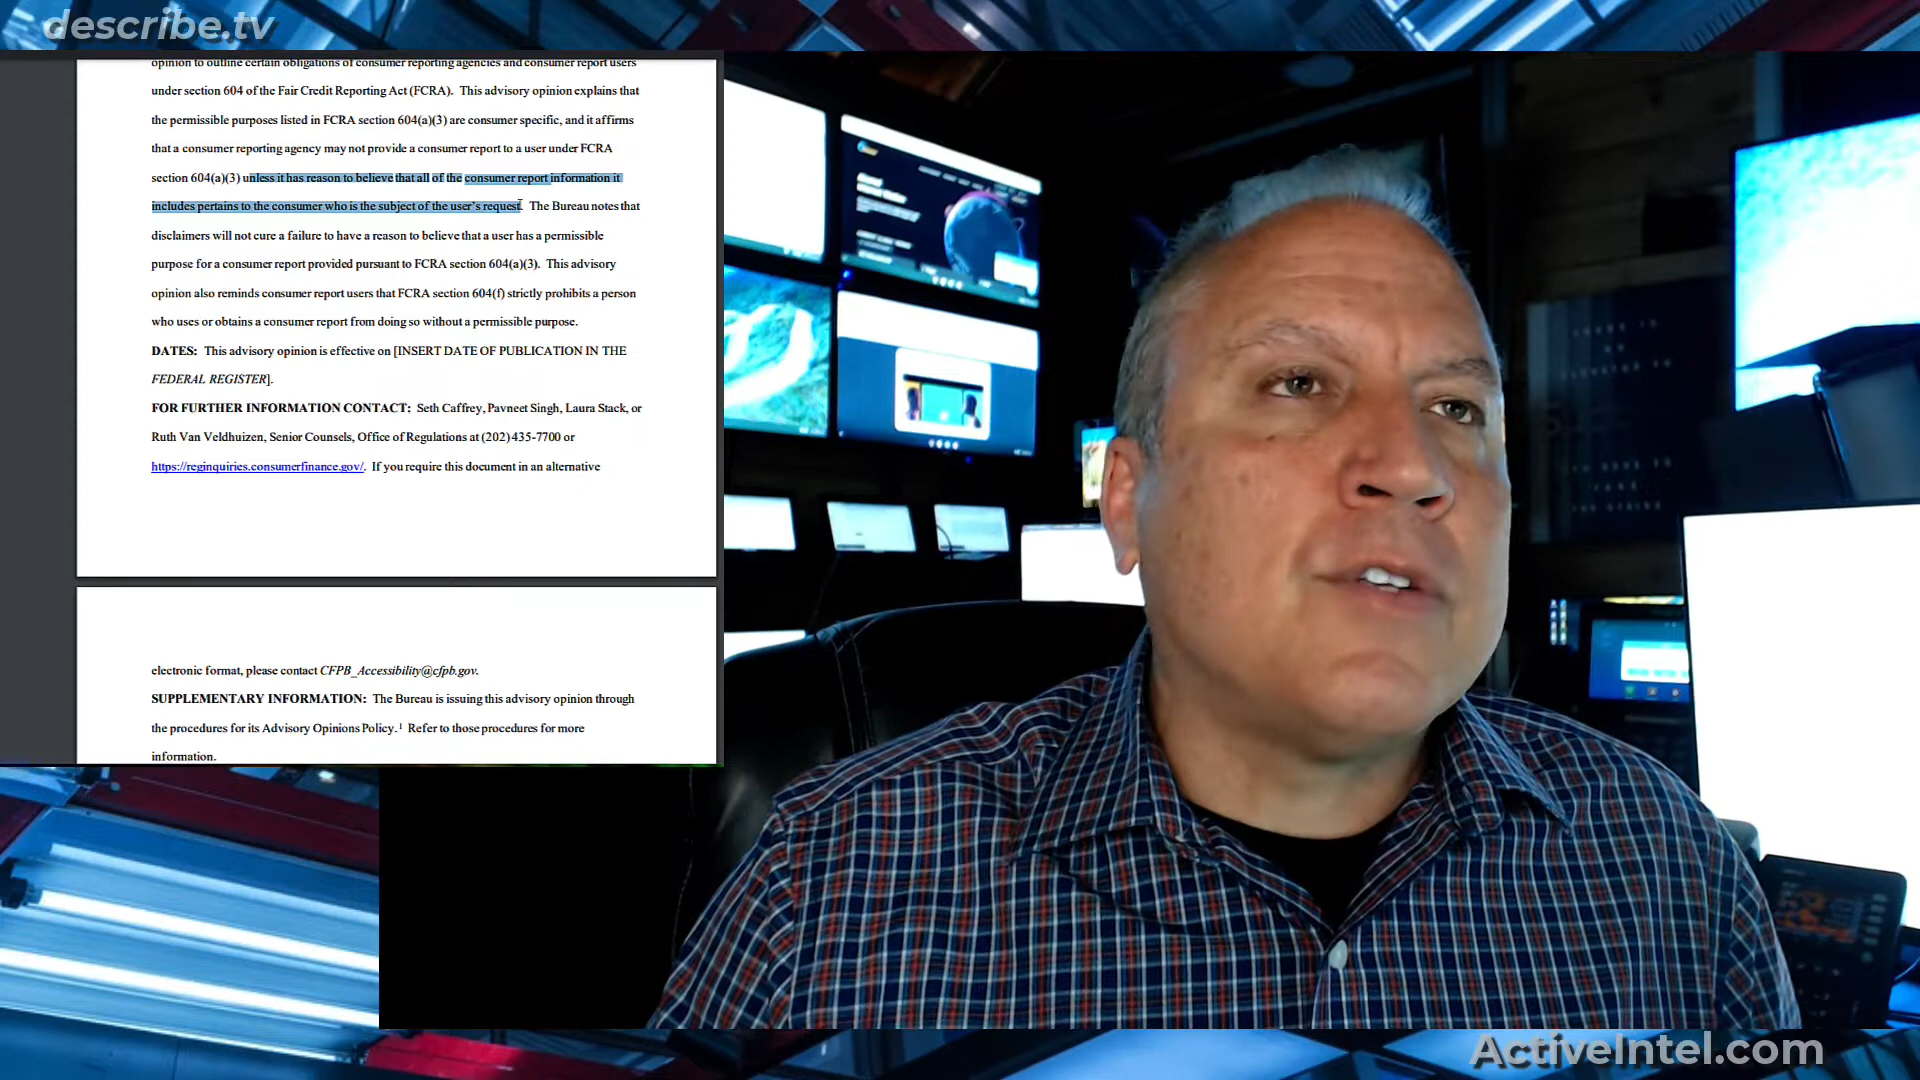 describe.tv
opinion to outline certain obligations of consumer reporting agencies and consumer report users
under section 604 of the Fair Credit Reporting Act (FCRA). This advisory opinion explains that
the permissible purposes listed in FCRA section 604(a)(3) are consumer specific, and it affirms
that a consumer reporting agency may not provide a consumer report to a user under FCRA
section 604(a)(3) unless it has reason to believe that all of the consumer report information it
includes pertains to the consumer who is the subject of the user's request. The Bureau notes that
disclaimers will not cure a failure to have a reason to believe that a user has a permissible
purpose for a consumer report provided pursuant to FCRA section 604(a)(3). This advisory
opinion also reminds consumer report users that FCRA section 604(f) strictly prohibits a person
who uses or obtains a consumer report from doing so without a permissible purpose.
DATES: This advisory opinion is effective on [INSERT DATE OF PUBLICATION IN THE
FEDERAL REGISTER].
FOR FURTHER INFORMATION CONTACT: Seth Caffrey, Pavneet Singh, Laura Stack, or
Ruth Van Veldhuizen, Senior Counsels, Office of Regulations at (202) 435-7700 or
https://reginquiries.consumerfinance.gov/. If you require this document in an alternative
electronic format, please contact CFPB_Accessibility@cfpb.gov.
SUPPLEMENTARY INFORMATION: The Bureau is issuing this advisory opinion through
the procedures for its Advisory Opinions Policy.¹ Refer to those procedures for more
information.
ActiveIntel.com